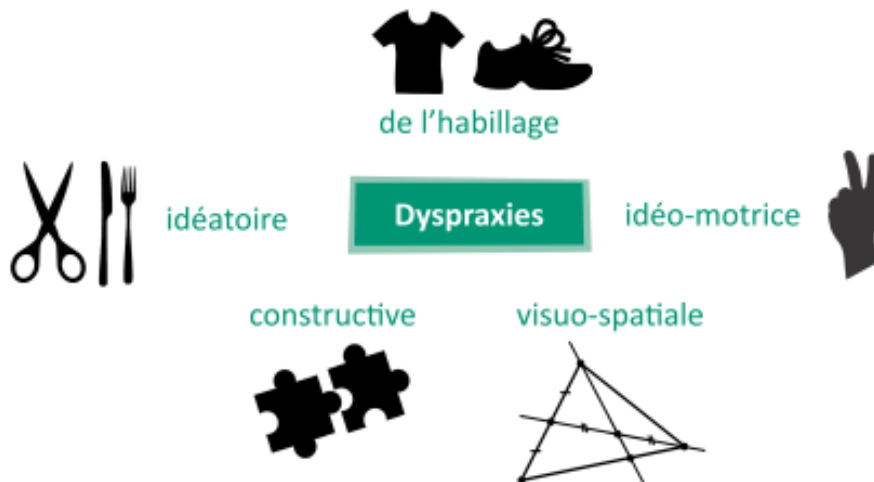 de l'habillage
idéatoire
Dyspraxies
idéo-motrice
constructive
visuo-spatiale